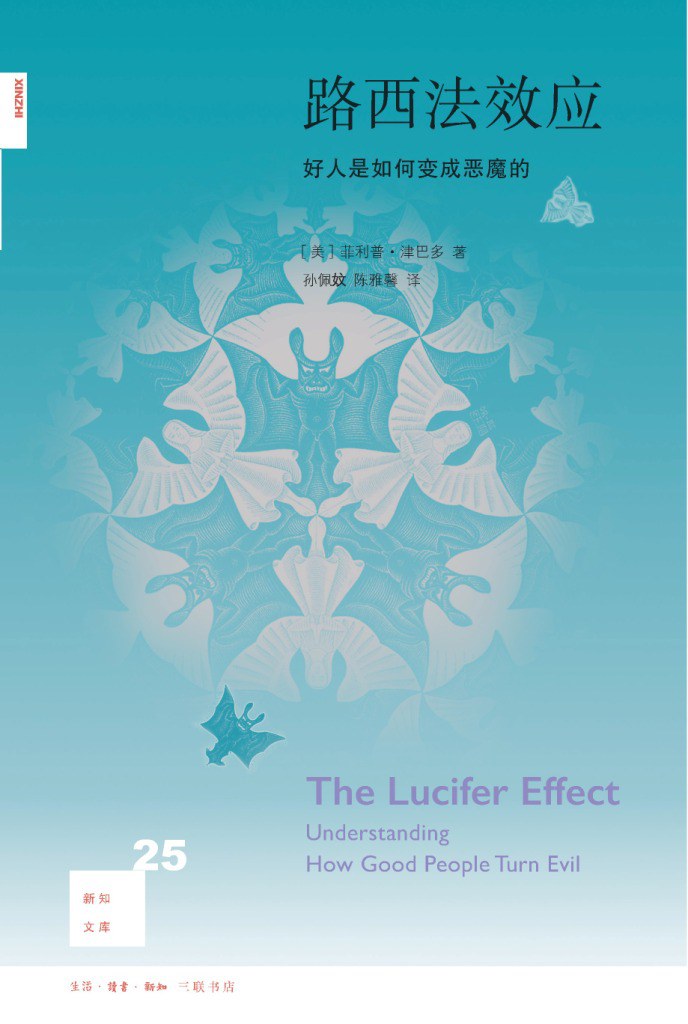 XINZHI
路西法效应
好人是如何变成恶魔的
［美］菲利普·津巴多 著
孙佩妏 陈雅馨 译
The Lucifer Effect
Understanding
How Good People Turn Evil
25
新知
文库
生活·讀書·新知 三联书店